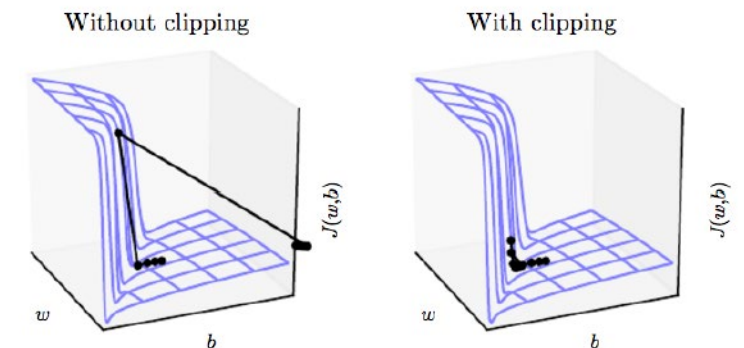 Without clipping
With clipping
J(w,b)
J(w,b)
w
b
w
b